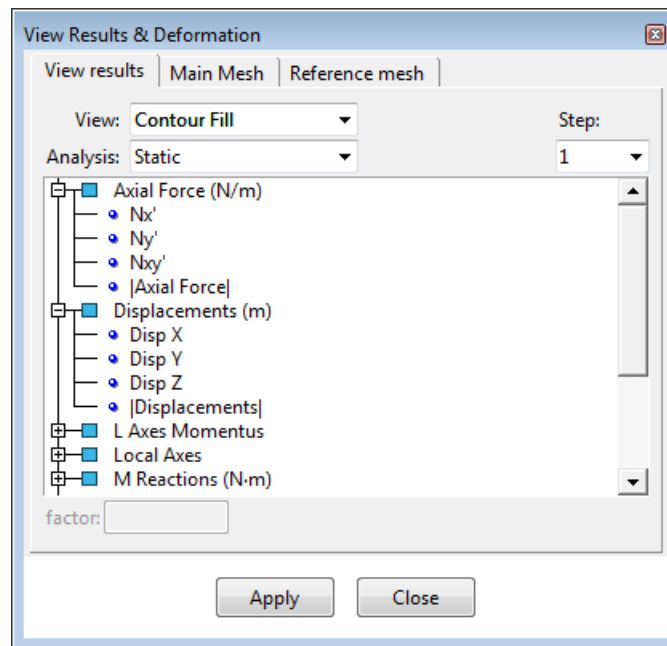 View Results & Deformation
View results Main Mesh Reference mesh
View: Contour Fill Step:
Analysis: Static 1
Axial Force (N/m)
Nx'
Ny'
Nxy'
|Axial Force|
Displacements (m)
Disp X
Disp Y
Disp Z
|Displacements|
L Axes Momentus
Local Axes
M Reactions (N·m)
factor:
Apply Close